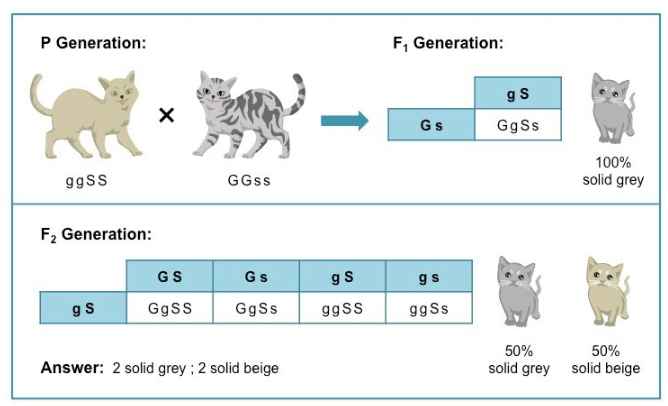 P Generation:
F₁ Generation:
×
g S
G s
GgSs
ggSS
GGss
100%
solid grey
F₂ Generation:
G S
G s
g S
g s
g S
GgSS
GgSs
ggSS
ggSs
50%
solid grey
50%
solid beige
Answer: 2 solid grey ; 2 solid beige